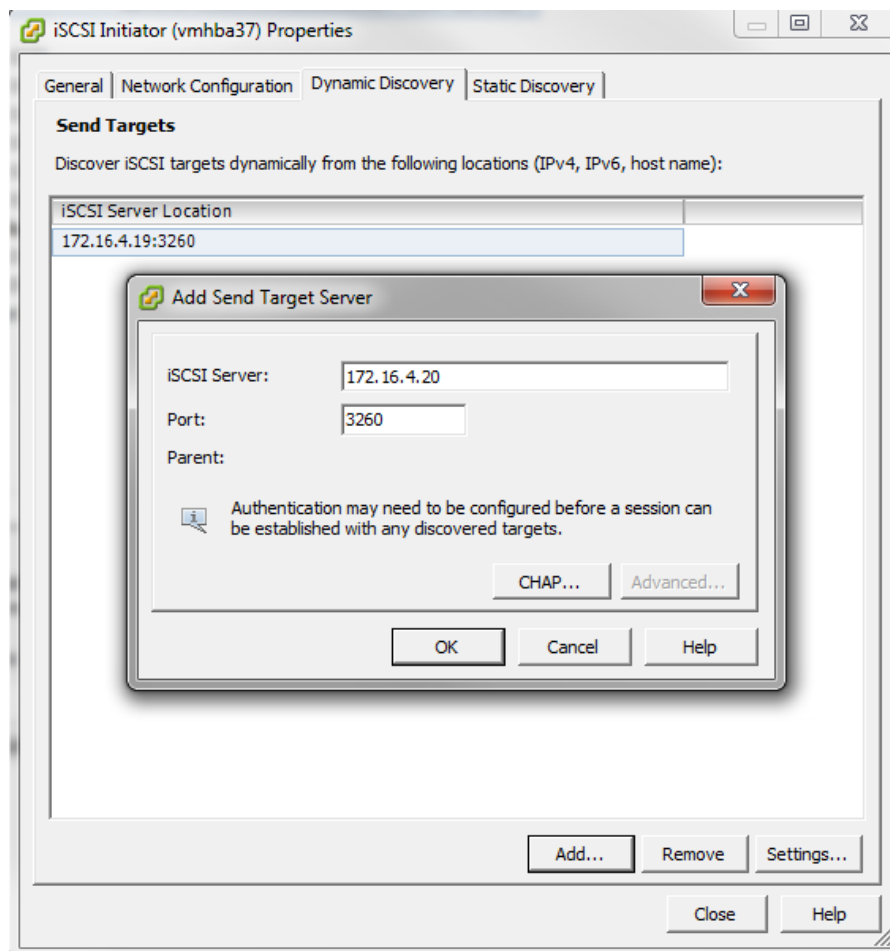 iSCSI Initiator (vmhba37) Properties
General Network Configuration Dynamic Discovery Static Discovery
Send Targets
Discover iSCSI targets dynamically from the following locations (IPv4, IPv6, host name):
iSCSI Server Location
172.16.4.19:3260
Add Send Target Server
iSCSI Server: 172.16.4.20
Port: 3260
Parent:
Authentication may need to be configured before a session can
be established with any discovered targets.
CHAP... Advanced...
OK Cancel Help
Add... Remove Settings...
Close Help